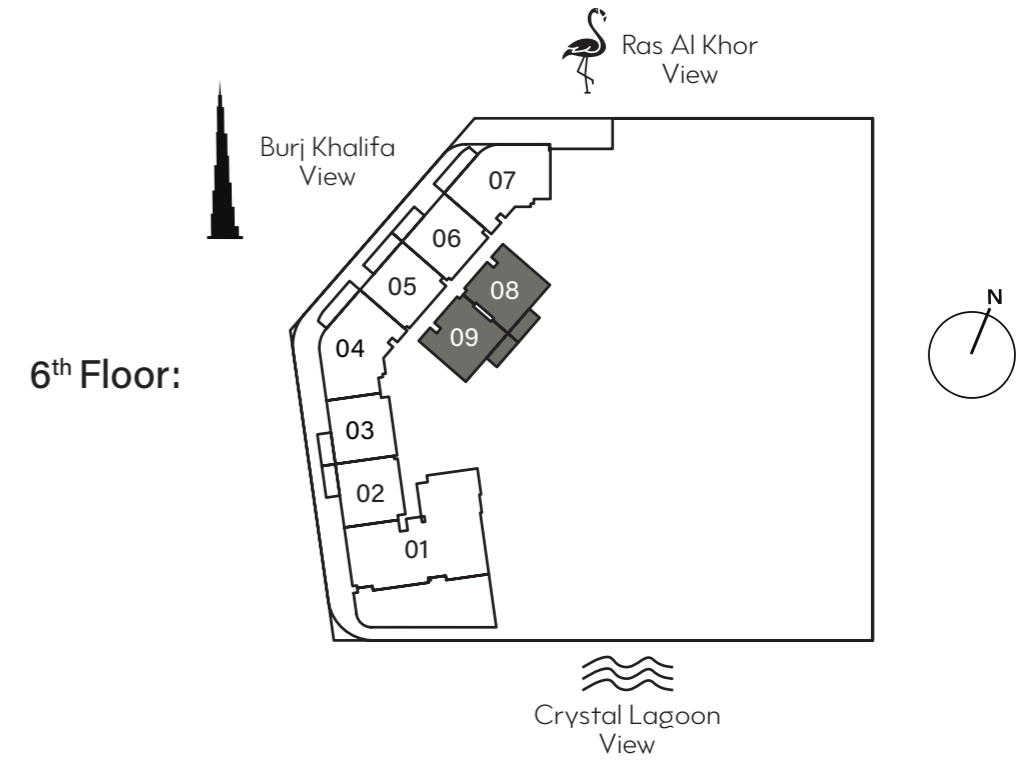 Ras Al Khor
View
Burj Khalifa
View
07
06
05
08
09
04
N
6th Floor:
03
02
01
Crystal Lagoon
View